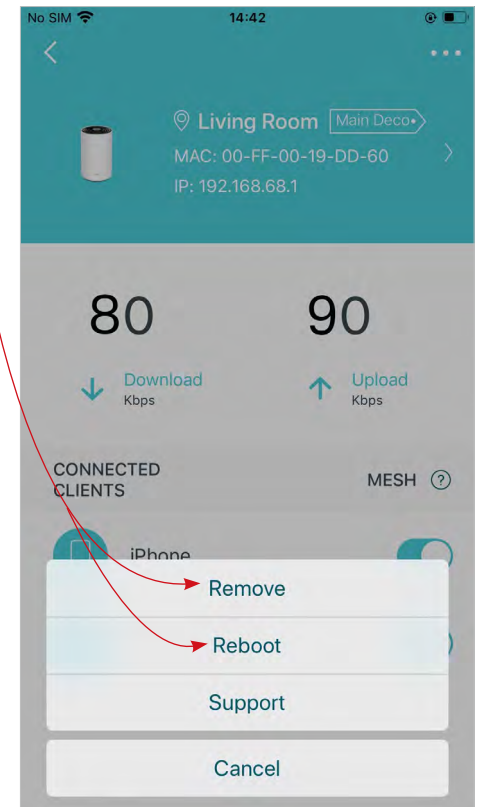 No SIM 14:42
Living Room Main Deco
MAC: 00-FF-00-19-DD-60
IP: 192.168.68.1
80 90
Download Upload
Kbps Kbps
CONNECTED
CLIENTS MESH ?
iPhone
Remove
Reboot
Support
Cancel